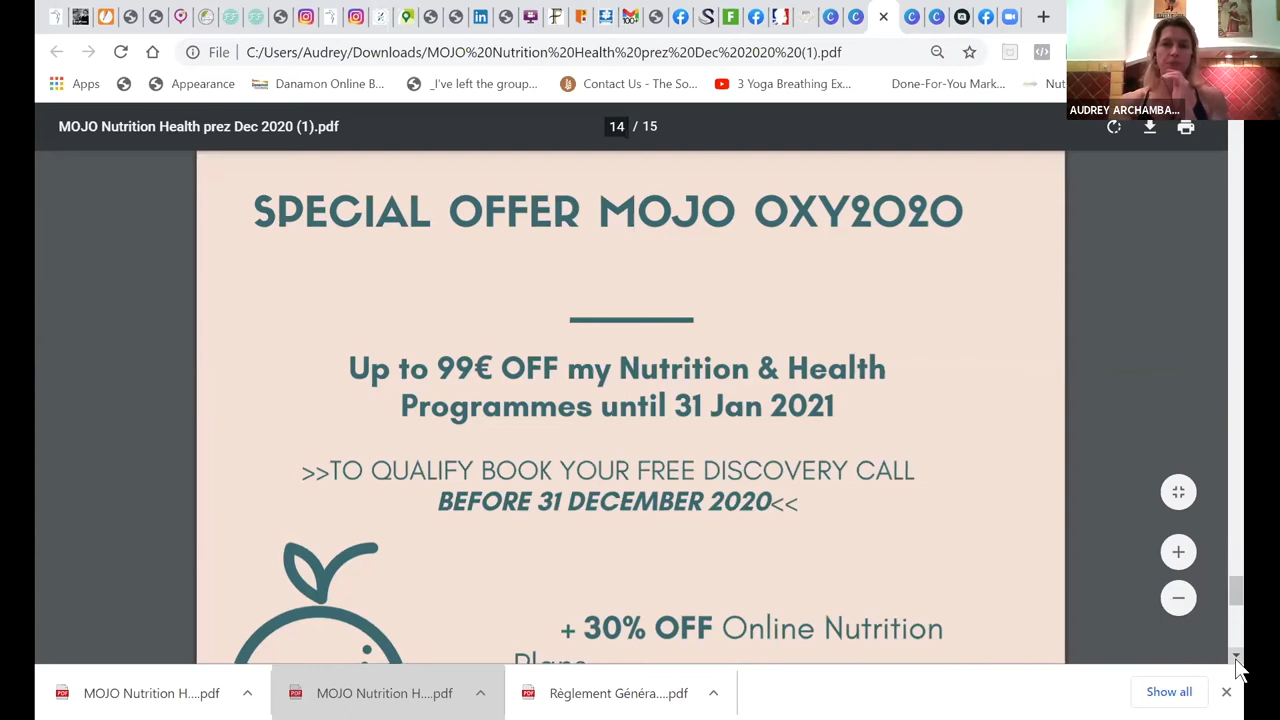 File
C:/Users/Audrey/Downloads/MOJO%20Nutrition%20Health%20prez%20Dec%202020%20(1).pdf
Apps
Appearance
Danamon Online B...
_I've left the group...
Contact Us - The So...
3 Yoga Breathing Ex...
Done-For-You Mark...
Nut
AUDREY ARCHAMBA...
MOJO Nutrition Health prez Dec 2020 (1).pdf
14 / 15
SPECIAL OFFER MOJO OXY2020
Up to 99€ OFF my Nutrition & Health
Programmes until 31 Jan 2021
>>TO QUALIFY BOOK YOUR FREE DISCOVERY CALL
BEFORE 31 DECEMBER 2020<<
+ 30% OFF Online Nutrition
Plans
MOJO Nutrition H....pdf
MOJO Nutrition H....pdf
Règlement Généra....pdf
Show all